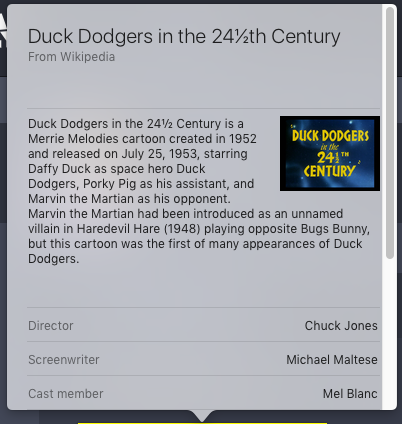 Duck Dodgers in the 24½th Century
From Wikipedia
Duck Dodgers in the 24½ Century is a
Merrie Melodies cartoon created in 1952
and released on July 25, 1953, starring
Daffy Duck as space hero Duck
Dodgers, Porky Pig as his assistant, and
Marvin the Martian as his opponent.
Marvin the Martian had been introduced as an unnamed
villain in Haredevil Hare (1948) playing opposite Bugs Bunny,
but this cartoon was the first of many appearances of Duck
Dodgers.
DUCK DODGERS
in the
24½TH
CENTURY
Director Chuck Jones
Screenwriter Michael Maltese
Cast member Mel Blanc